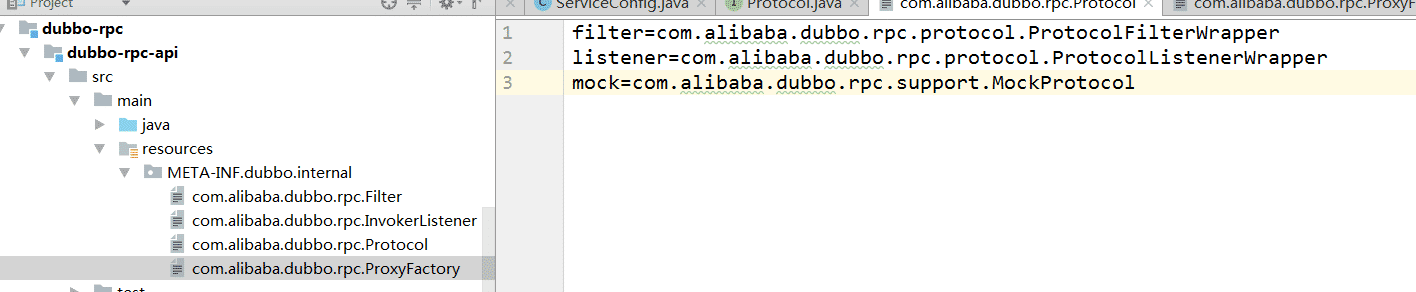 Project
ServiceConfig.java
Protocol.java
com.alibaba.dubbo.rpc.Protocol
com.alibaba.dubbo.rpc.ProxyF
dubbo-rpc
dubbo-rpc-api
src
main
java
resources
META-INF.dubbo.internal
com.alibaba.dubbo.rpc.Filter
com.alibaba.dubbo.rpc.InvokerListener
com.alibaba.dubbo.rpc.Protocol
com.alibaba.dubbo.rpc.ProxyFactory
test
1 filter=com.alibaba.dubbo.rpc.protocol.ProtocolFilterWrapper
2 listener=com.alibaba.dubbo.rpc.protocol.ProtocolListenerWrapper
3 mock=com.alibaba.dubbo.rpc.support.MockProtocol